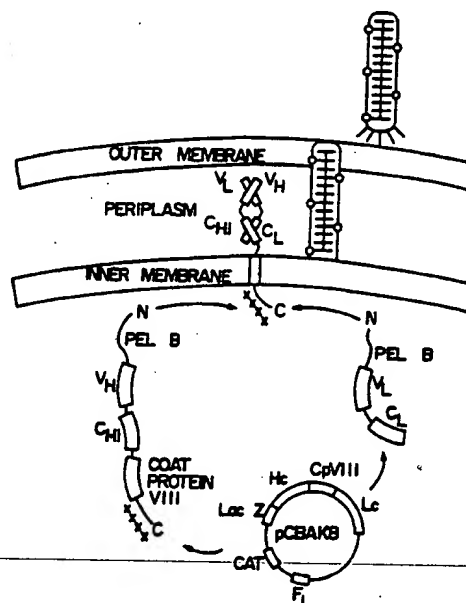 OUTER MEMBRANE
VL VH
PERIPLASM
CHI CL
INNER MEMBRANE
N C N
PEL B PEL B
VH VL
CHI CL
COAT
PROTEIN
VIII
C
Hc CpVIII Lc
Lac Z
pCBAK8
CAT
F1